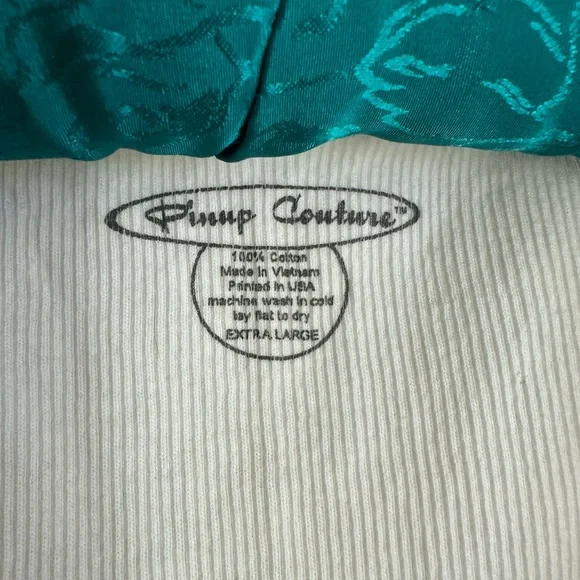 Pinup Couture™
100% Cotton
Made in Vietnam
Printed in USA
machine wash in cold
lay flat to dry
EXTRA LARGE